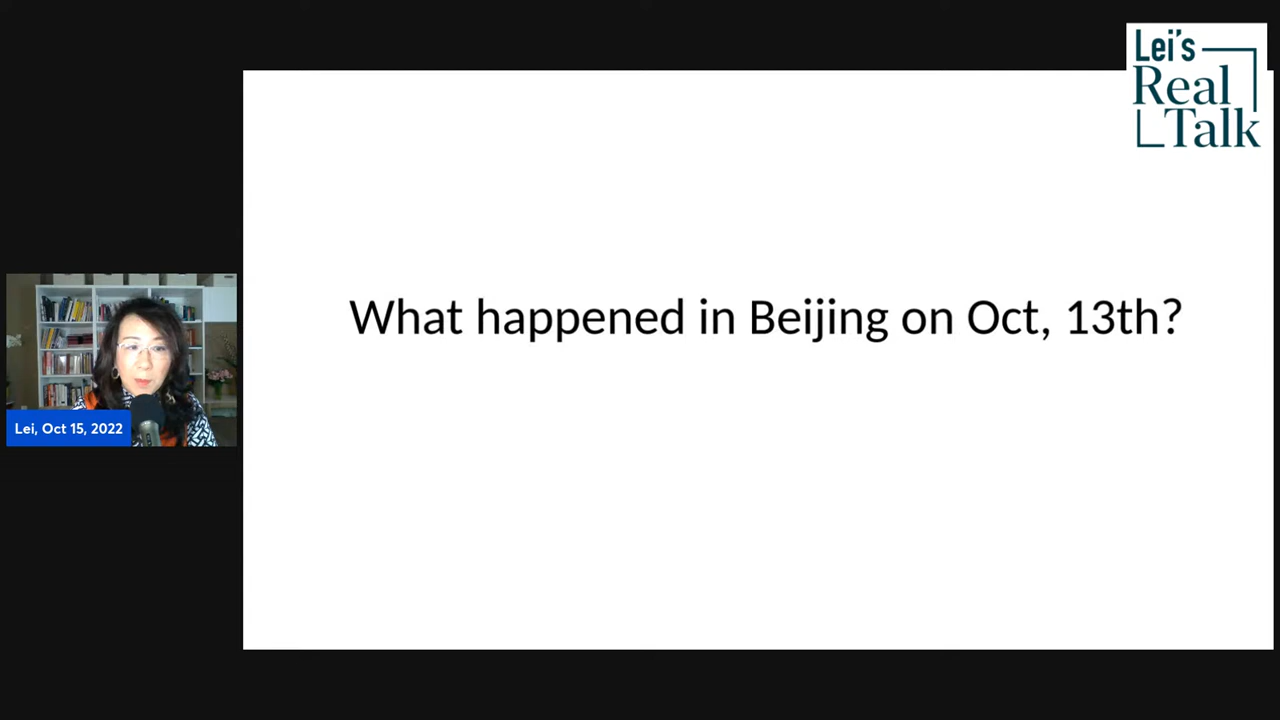 Lei's
Real
Talk
What happened in Beijing on Oct, 13th?
Lei, Oct 15, 2022